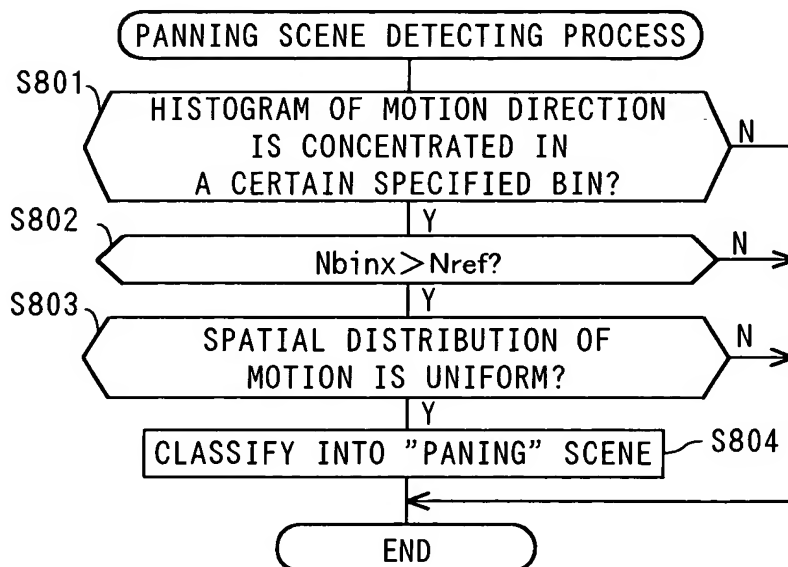 PANNING SCENE DETECTING PROCESS
S801
HISTOGRAM OF MOTION DIRECTION
IS CONCENTRATED IN
A CERTAIN SPECIFIED BIN?
N
Y
S802
Nbinx>Nref?
N
Y
S803
SPATIAL DISTRIBUTION OF
MOTION IS UNIFORM?
N
Y
CLASSIFY INTO "PANING" SCENE
S804
END